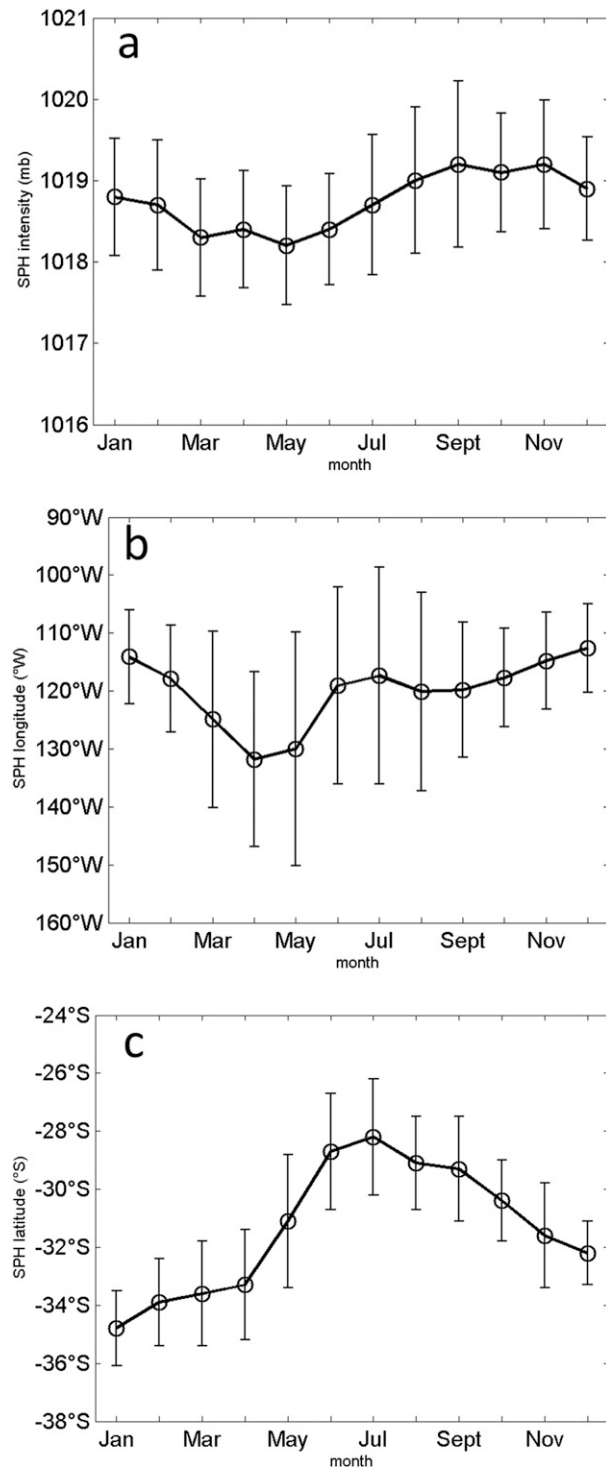 a
1021
1020
1019
1018
1017
1016
SPH intensity (mb)
Jan Mar May Jul Sept Nov
month
b
90°W
100°W
110°W
120°W
130°W
140°W
150°W
160°W
SPH longitude (°W)
Jan Mar May Jul Sept Nov
month
c
-24°S
-26°S
-28°S
-30°S
-32°S
-34°S
-36°S
-38°S
SPH latitude (°S)
Jan Mar May Jul Sept Nov
month